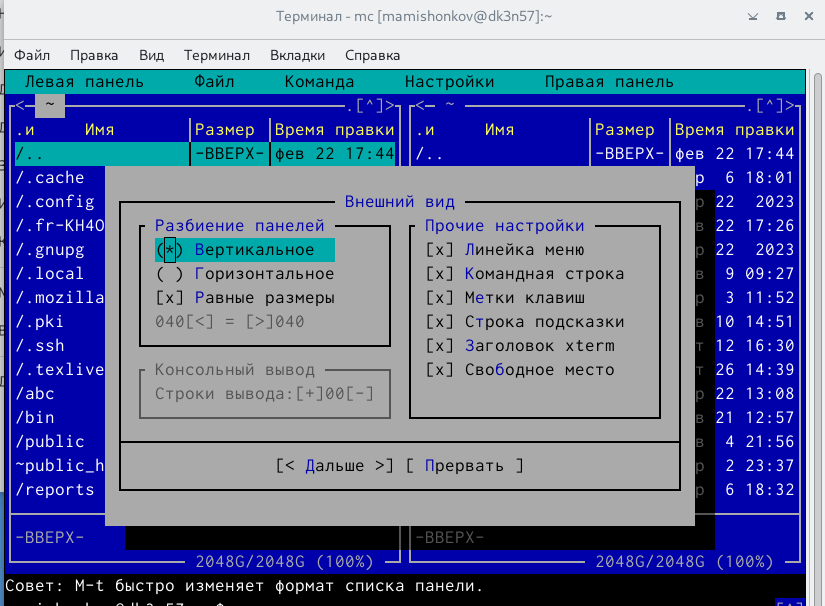 Терминал - mc [mamishonkov@dk3n57]:~
Файл Правка Вид Терминал Вкладки Справка
Левая панель Файл Команда Настройки Правая панель
<─ ~ .[^]> <─ ~ .[^]>
.и Имя Размер Время правки .и Имя Размер Время правки
/.. -ВВЕРХ- фев 22 17:44 /.. -ВВЕРХ- фев 22 17:44
/.cache р 6 18:01
Внешний вид
/.config р 22 2023
Разбиение панелей Прочие настройки
/.fr-KH4O в 22 17:26
(*) Вертикальное [x] Линейка меню
/.gnupg р 22 2023
( ) Горизонтальное [x] Командная строка
/.local в 9 09:27
[x] Равные размеры [x] Метки клавиш
/.mozilla р 3 11:52
040[<] = [>]040 [x] Строка подсказки
/.pki в 10 14:51
[x] Заголовок xterm
/.ssh т 12 16:30
Консольный вывод [x] Свободное место
/.texlive т 26 14:39
Строки вывода:[+]00[-]
/abc р 22 13:08
/bin в 21 12:57
/public в 4 21:56
[< Дальше >] [ Прервать ]
~public_h р 2 23:37
/reports р 6 18:32
-ВВЕРХ- -ВВЕРХ-
2048G/2048G (100%) 2048G/2048G (100%)
Совет: M-t быстро изменяет формат списка панели.